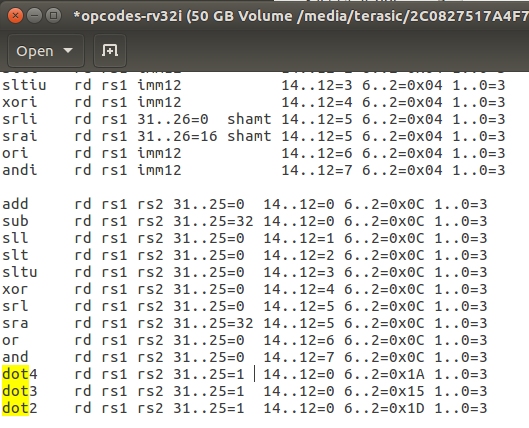 *opcodes-rv32i (50 GB Volume /media/terasic/2C0827517A4F7
Open
sltiu rd rs1 imm12 14..12=3 6..2=0x04 1..0=3
xori rd rs1 imm12 14..12=4 6..2=0x04 1..0=3
srli rd rs1 31..26=0 shamt 14..12=5 6..2=0x04 1..0=3
srai rd rs1 31..26=16 shamt 14..12=5 6..2=0x04 1..0=3
ori rd rs1 imm12 14..12=6 6..2=0x04 1..0=3
andi rd rs1 imm12 14..12=7 6..2=0x04 1..0=3
add rd rs1 rs2 31..25=0 14..12=0 6..2=0x0C 1..0=3
sub rd rs1 rs2 31..25=32 14..12=0 6..2=0x0C 1..0=3
sll rd rs1 rs2 31..25=0 14..12=1 6..2=0x0C 1..0=3
slt rd rs1 rs2 31..25=0 14..12=2 6..2=0x0C 1..0=3
sltu rd rs1 rs2 31..25=0 14..12=3 6..2=0x0C 1..0=3
xor rd rs1 rs2 31..25=0 14..12=4 6..2=0x0C 1..0=3
srl rd rs1 rs2 31..25=0 14..12=5 6..2=0x0C 1..0=3
sra rd rs1 rs2 31..25=32 14..12=5 6..2=0x0C 1..0=3
or rd rs1 rs2 31..25=0 14..12=6 6..2=0x0C 1..0=3
and rd rs1 rs2 31..25=0 14..12=7 6..2=0x0C 1..0=3
dot4 rd rs1 rs2 31..25=1 14..12=0 6..2=0x1A 1..0=3
dot3 rd rs1 rs2 31..25=1 14..12=0 6..2=0x15 1..0=3
dot2 rd rs1 rs2 31..25=1 14..12=0 6..2=0x1D 1..0=3